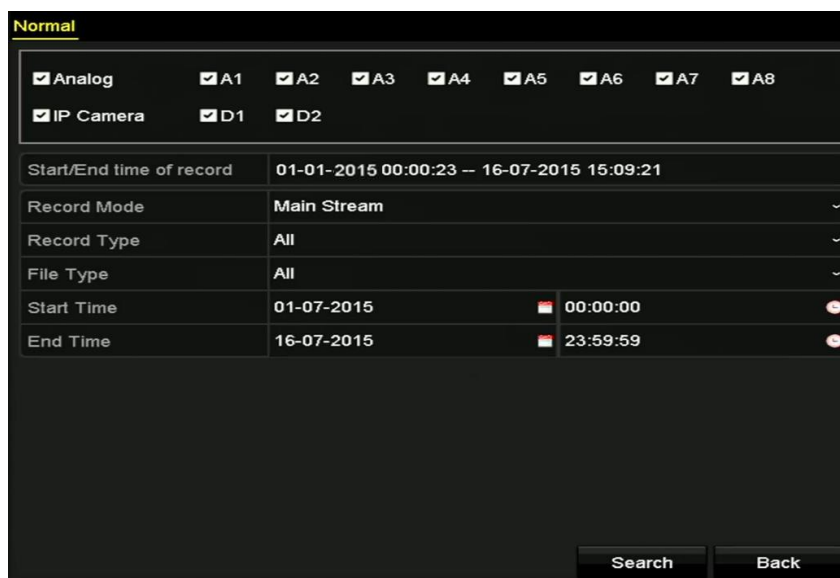 Normal
Analog A1 A2 A3 A4 A5 A6 A7 A8
IP Camera D1 D2
Start/End time of record 01-01-2015 00:00:23 -- 16-07-2015 15:09:21
Record Mode Main Stream
Record Type All
File Type All
Start Time 01-07-2015 00:00:00
End Time 16-07-2015 23:59:59
Search Back